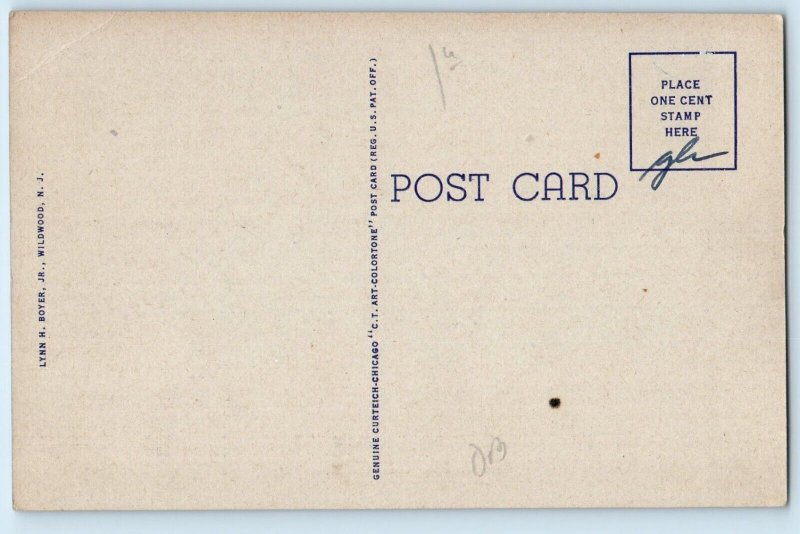 LYNN H. BOYER, JR., WILDWOOD, N. J.
GENUINE CURTEICH-CHICAGO "C.T. ART-COLORTONE" POST CARD (REG. U.S. PAT. OFF.)
POST CARD
PLACE
ONE CENT
STAMP
HERE